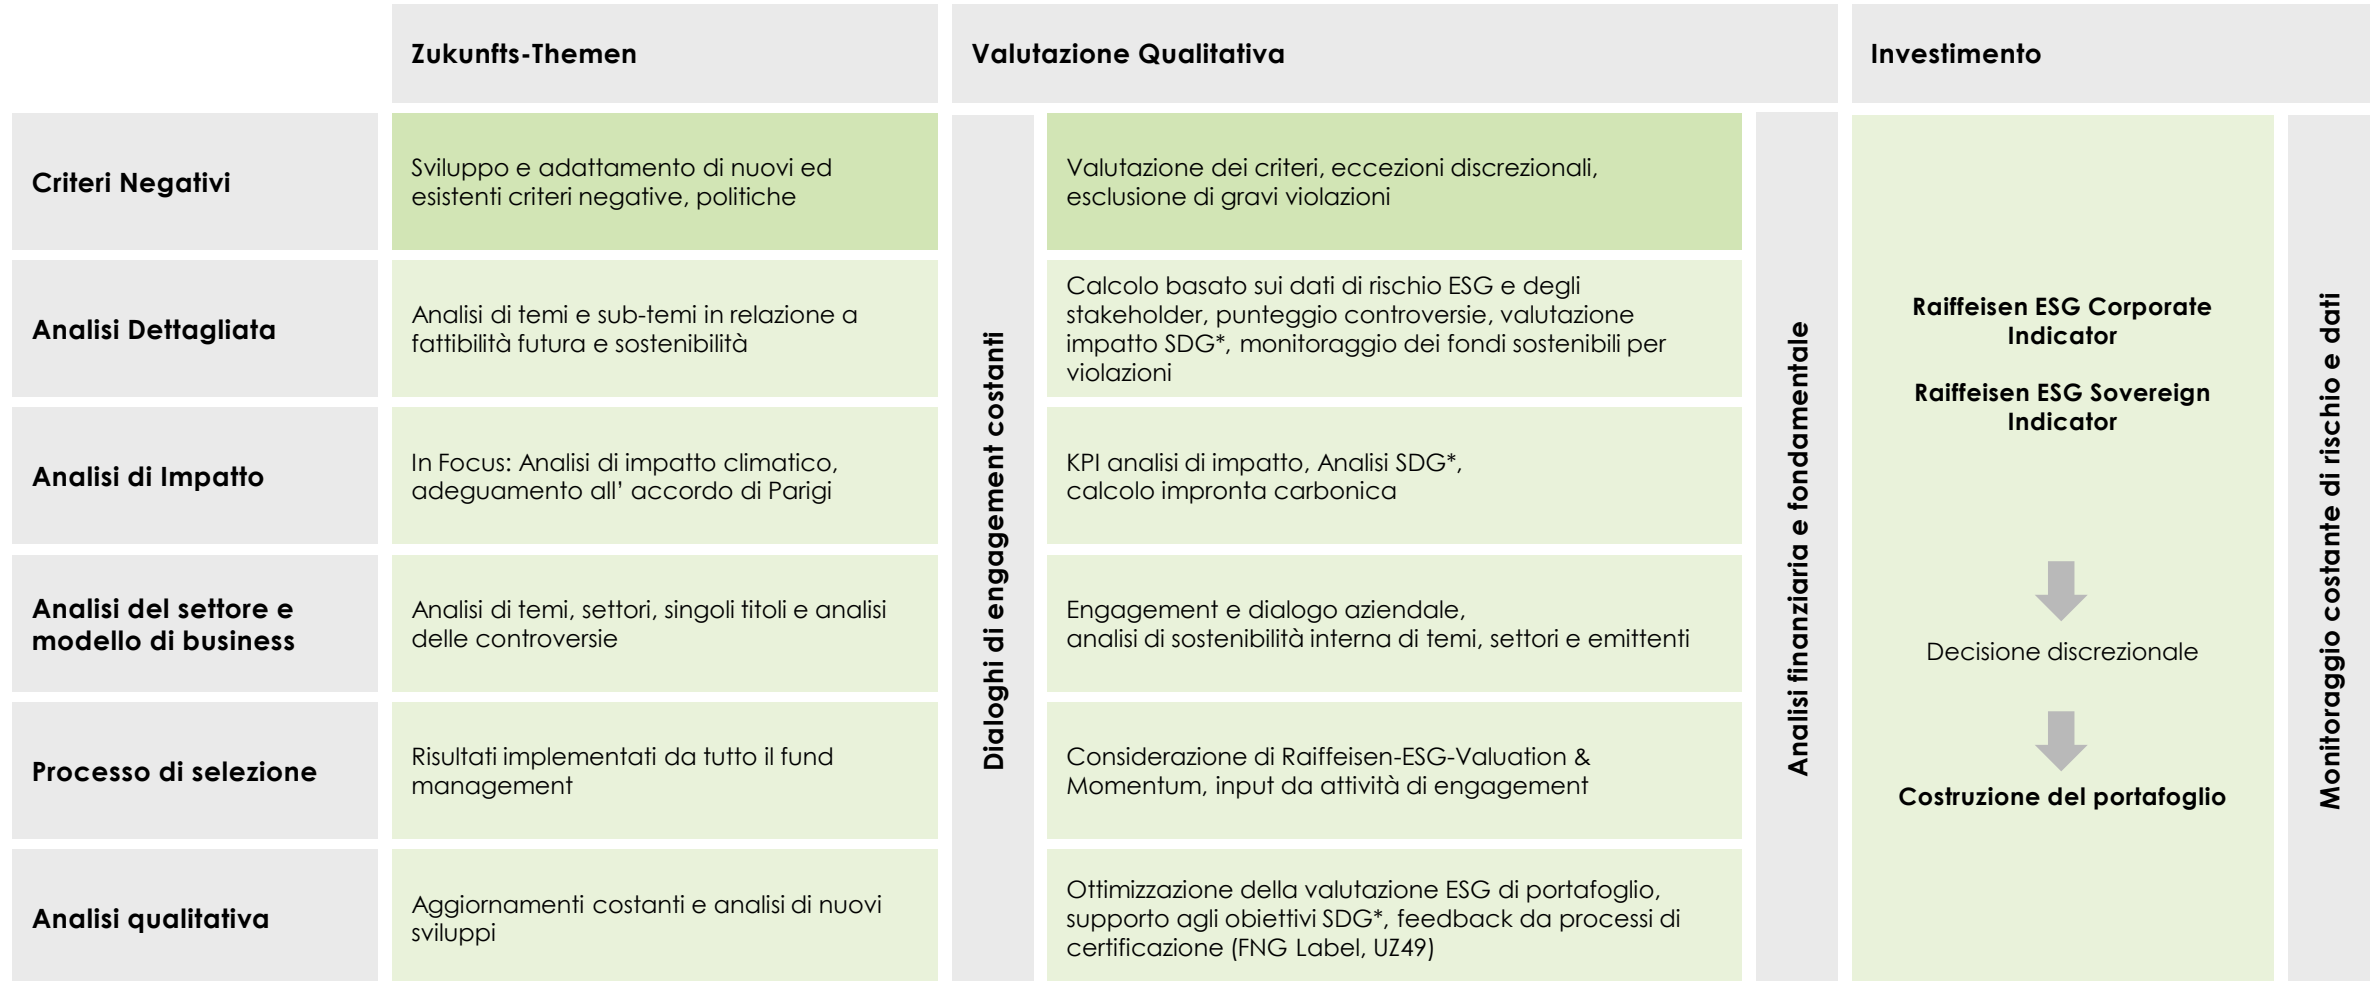 Zukunfts-Themen
Valutazione Qualitativa
Investimento
Criteri Negativi
Sviluppo e adattamento di nuovi ed
esistenti criteri negative, politiche
Valutazione dei criteri, eccezioni discrezionali,
esclusione di gravi violazioni
Analisi Dettagliata
Analisi di temi e sub-temi in relazione a
fattibilità futura e sostenibilità
Calcolo basato sui dati di rischio ESG e degli
stakeholder, punteggio controversie, valutazione
impatto SDG*, monitoraggio dei fondi sostenibili per
violazioni
Analisi di Impatto
In Focus: Analisi di impatto climatico,
adeguamento all' accordo di Parigi
KPI analisi di impatto, Analisi SDG*,
calcolo impronta carbonica
Analisi del settore e
modello di business
Analisi di temi, settori, singoli titoli e analisi
delle controversie
Engagement e dialogo aziendale,
analisi di sostenibilità interna di temi, settori e emittenti
Processo di selezione
Risultati implementati da tutto il fund
management
Considerazione di Raiffeisen-ESG-Valuation &
Momentum, input da attività di engagement
Analisi qualitativa
Aggiornamenti costanti e analisi di nuovi
sviluppi
Ottimizzazione della valutazione ESG di portafoglio,
supporto agli obiettivi SDG*, feedback da processi di
certificazione (FNG Label, UZ49)
Dialoghi di engagement costanti
Analisi finanziaria e fondamentale
Raiffeisen ESG Corporate
Indicator
Raiffeisen ESG Sovereign
Indicator
Decisione discrezionale
Costruzione del portafoglio
Monitoraggio costante di rischio e dati